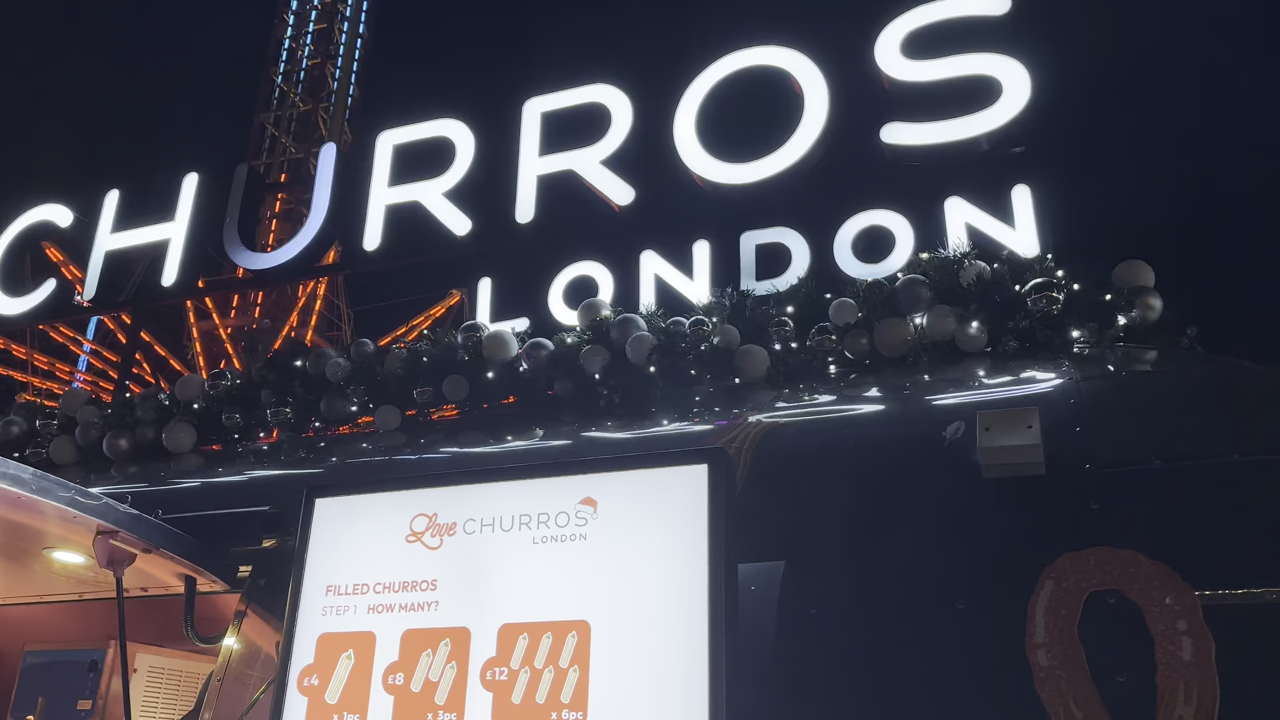 CHURROS
LONDON
Love CHURROS
LONDON
FILLED CHURROS
STEP 1 HOW MANY?
£4 £8 £12
x 1pc x 3pc x 6pc